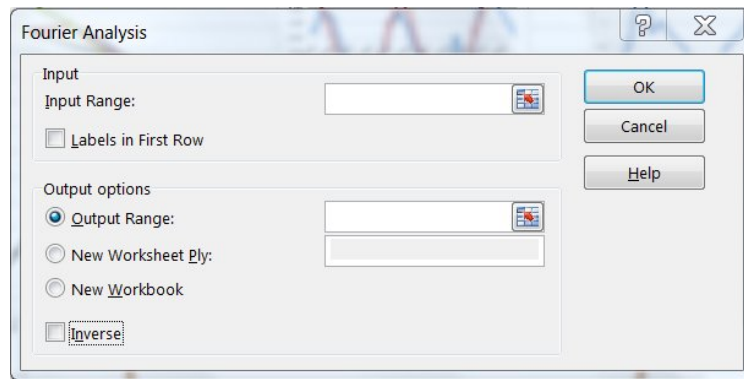 Fourier Analysis
Input
Input Range:
Labels in First Row
OK
Cancel
Help
Output options
Output Range:
New Worksheet Ply:
New Workbook
Inverse